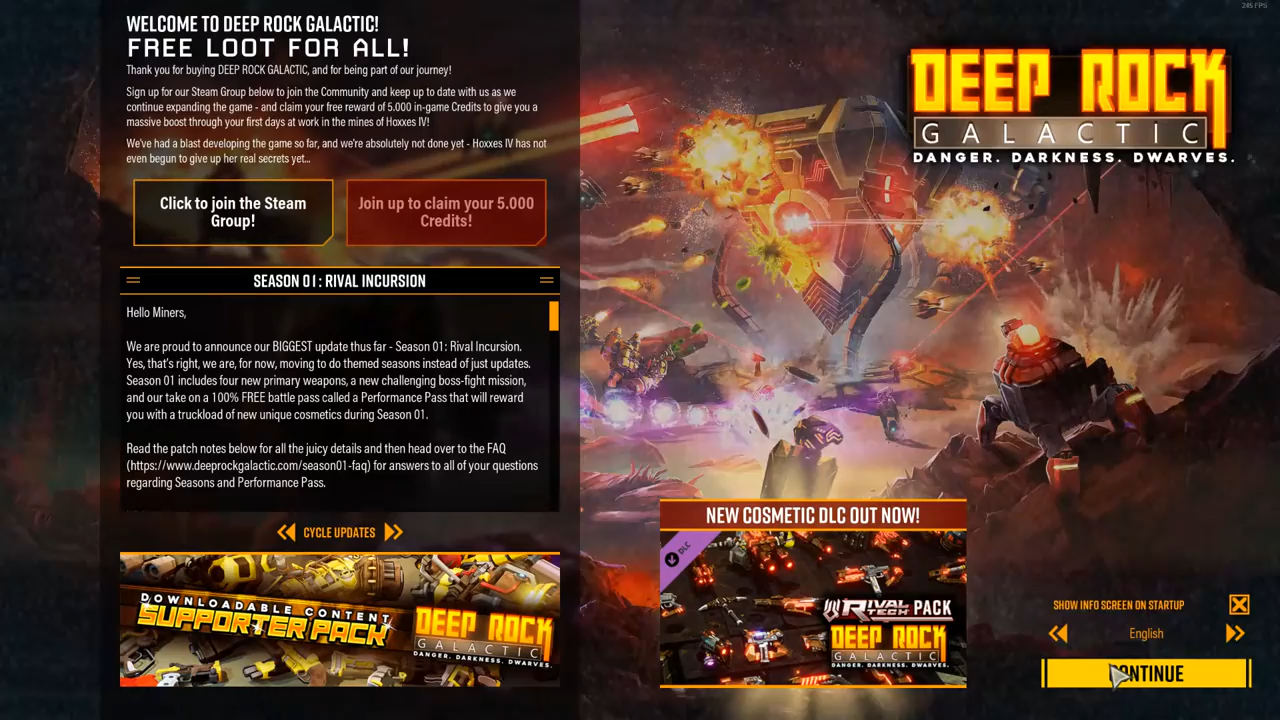 245 FPS
WELCOME TO DEEP ROCK GALACTIC!
FREE LOOT FOR ALL!
Thank you for buying DEEP ROCK GALACTIC, and for being part of our journey!
Sign up for our Steam Group below to join the Community and keep up to date with us as we
continue expanding the game - and claim your free reward of 5.000 in-game Credits to give you a
massive boost through your first days at work in the mines of Hoxxes IV!
We've had a blast developing the game so far, and we're absolutely not done yet - Hoxxes IV has not
even begun to give up her real secrets yet...
Click to join the Steam
Group!
Join up to claim your 5.000
Credits!
SEASON 01: RIVAL INCURSION
Hello Miners,
We are proud to announce our BIGGEST update thus far - Season 01: Rival Incursion.
Yes, that's right, we are, for now, moving to do themed seasons instead of just updates.
Season 01 includes four new primary weapons, a new challenging boss-fight mission,
and our take on a 100% FREE battle pass called a Performance Pass that will reward
you with a truckload of new unique cosmetics during Season 01.
Read the patch notes below for all the juicy details and then head over to the FAQ
(https://www.deeprockgalactic.com/season01-faq) for answers to all of your questions
regarding Seasons and Performance Pass.
CYCLE UPDATES
DOWNLOADABLE CONTENT
SUPPORTER PACK
DEEP ROCK
GALACTIC
DANGER. DARKNESS. DWARVES.
DEEP ROCK
GALACTIC
DANGER. DARKNESS. DWARVES.
NEW COSMETIC DLC OUT NOW!
DLC
RIVAL TECH PACK
DEEP ROCK
GALACTIC
DANGER. DARKNESS. DWARVES.
SHOW INFO SCREEN ON STARTUP
English
CONTINUE